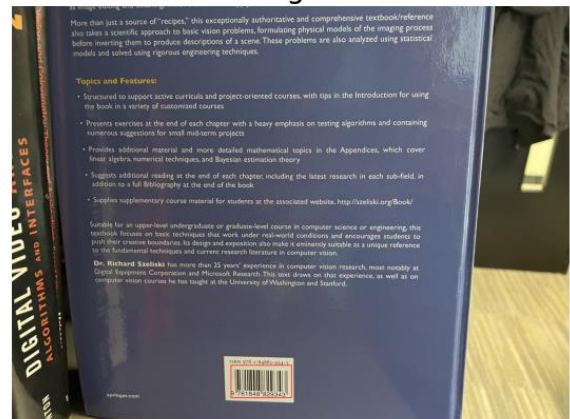 More than just a source of "recipes," this exceptionally authoritative and comprehensive textbook/reference
also takes a scientific approach to basic vision problems, formulating physical models of the imaging process
before inverting them to produce descriptions of a scene. These problems are also analyzed using statistical
models and solved using rigorous engineering techniques.
Topics and Features:
• Structured to support active curricula and project-oriented courses, with tips in the Introduction for using
the book in a variety of customized courses
• Presents exercises at the end of each chapter with a heavy emphasis on testing algorithms and containing
numerous suggestions for small mid-term projects
• Provides additional material and more detailed mathematical topics in the Appendices, which cover
linear algebra, numerical techniques, and Bayesian estimation theory
• Suggests additional reading at the end of each chapter, including the latest research in each sub-field, in
addition to a full Bibliography at the end of the book
• Supplies supplementary course material for students at the associated website, http://szeliski.org/Book/
Suitable for an upper-level undergraduate or graduate-level course in computer science or engineering, this
textbook focuses on basic techniques that work under real-world conditions and encourages students to
push their creative boundaries. Its design and exposition also make it eminently suitable as a unique reference
to the fundamental techniques and current research literature in computer vision.
Dr. Richard Szeliski has more than 25 years' experience in computer vision research, most notably at
Digital Equipment Corporation and Microsoft Research. This text draws on that experience, as well as on
computer vision courses he has taught at the University of Washington and Stanford.
springer.com
DIGITAL VIDEO
ALGORITHMS AND INTERFACES